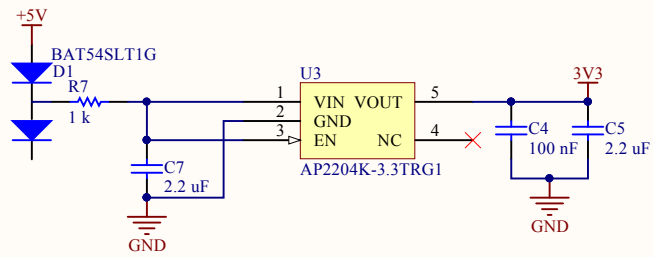 +5V
BAT54SLT1G
D1
R7
1 k
U3
1 VIN VOUT 5
2 GND
3 EN NC 4
AP2204K-3.3TRG1
C7
2.2 uF
GND
3V3
C4
100 nF
C5
2.2 uF
GND